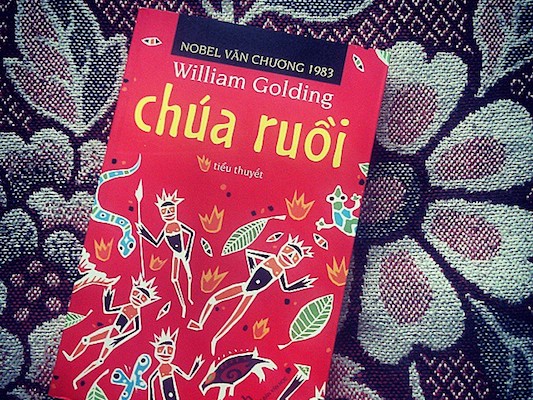 NOBEL VĂN CHƯƠNG 1983
William Golding
chúa ruồi
tiểu thuyết